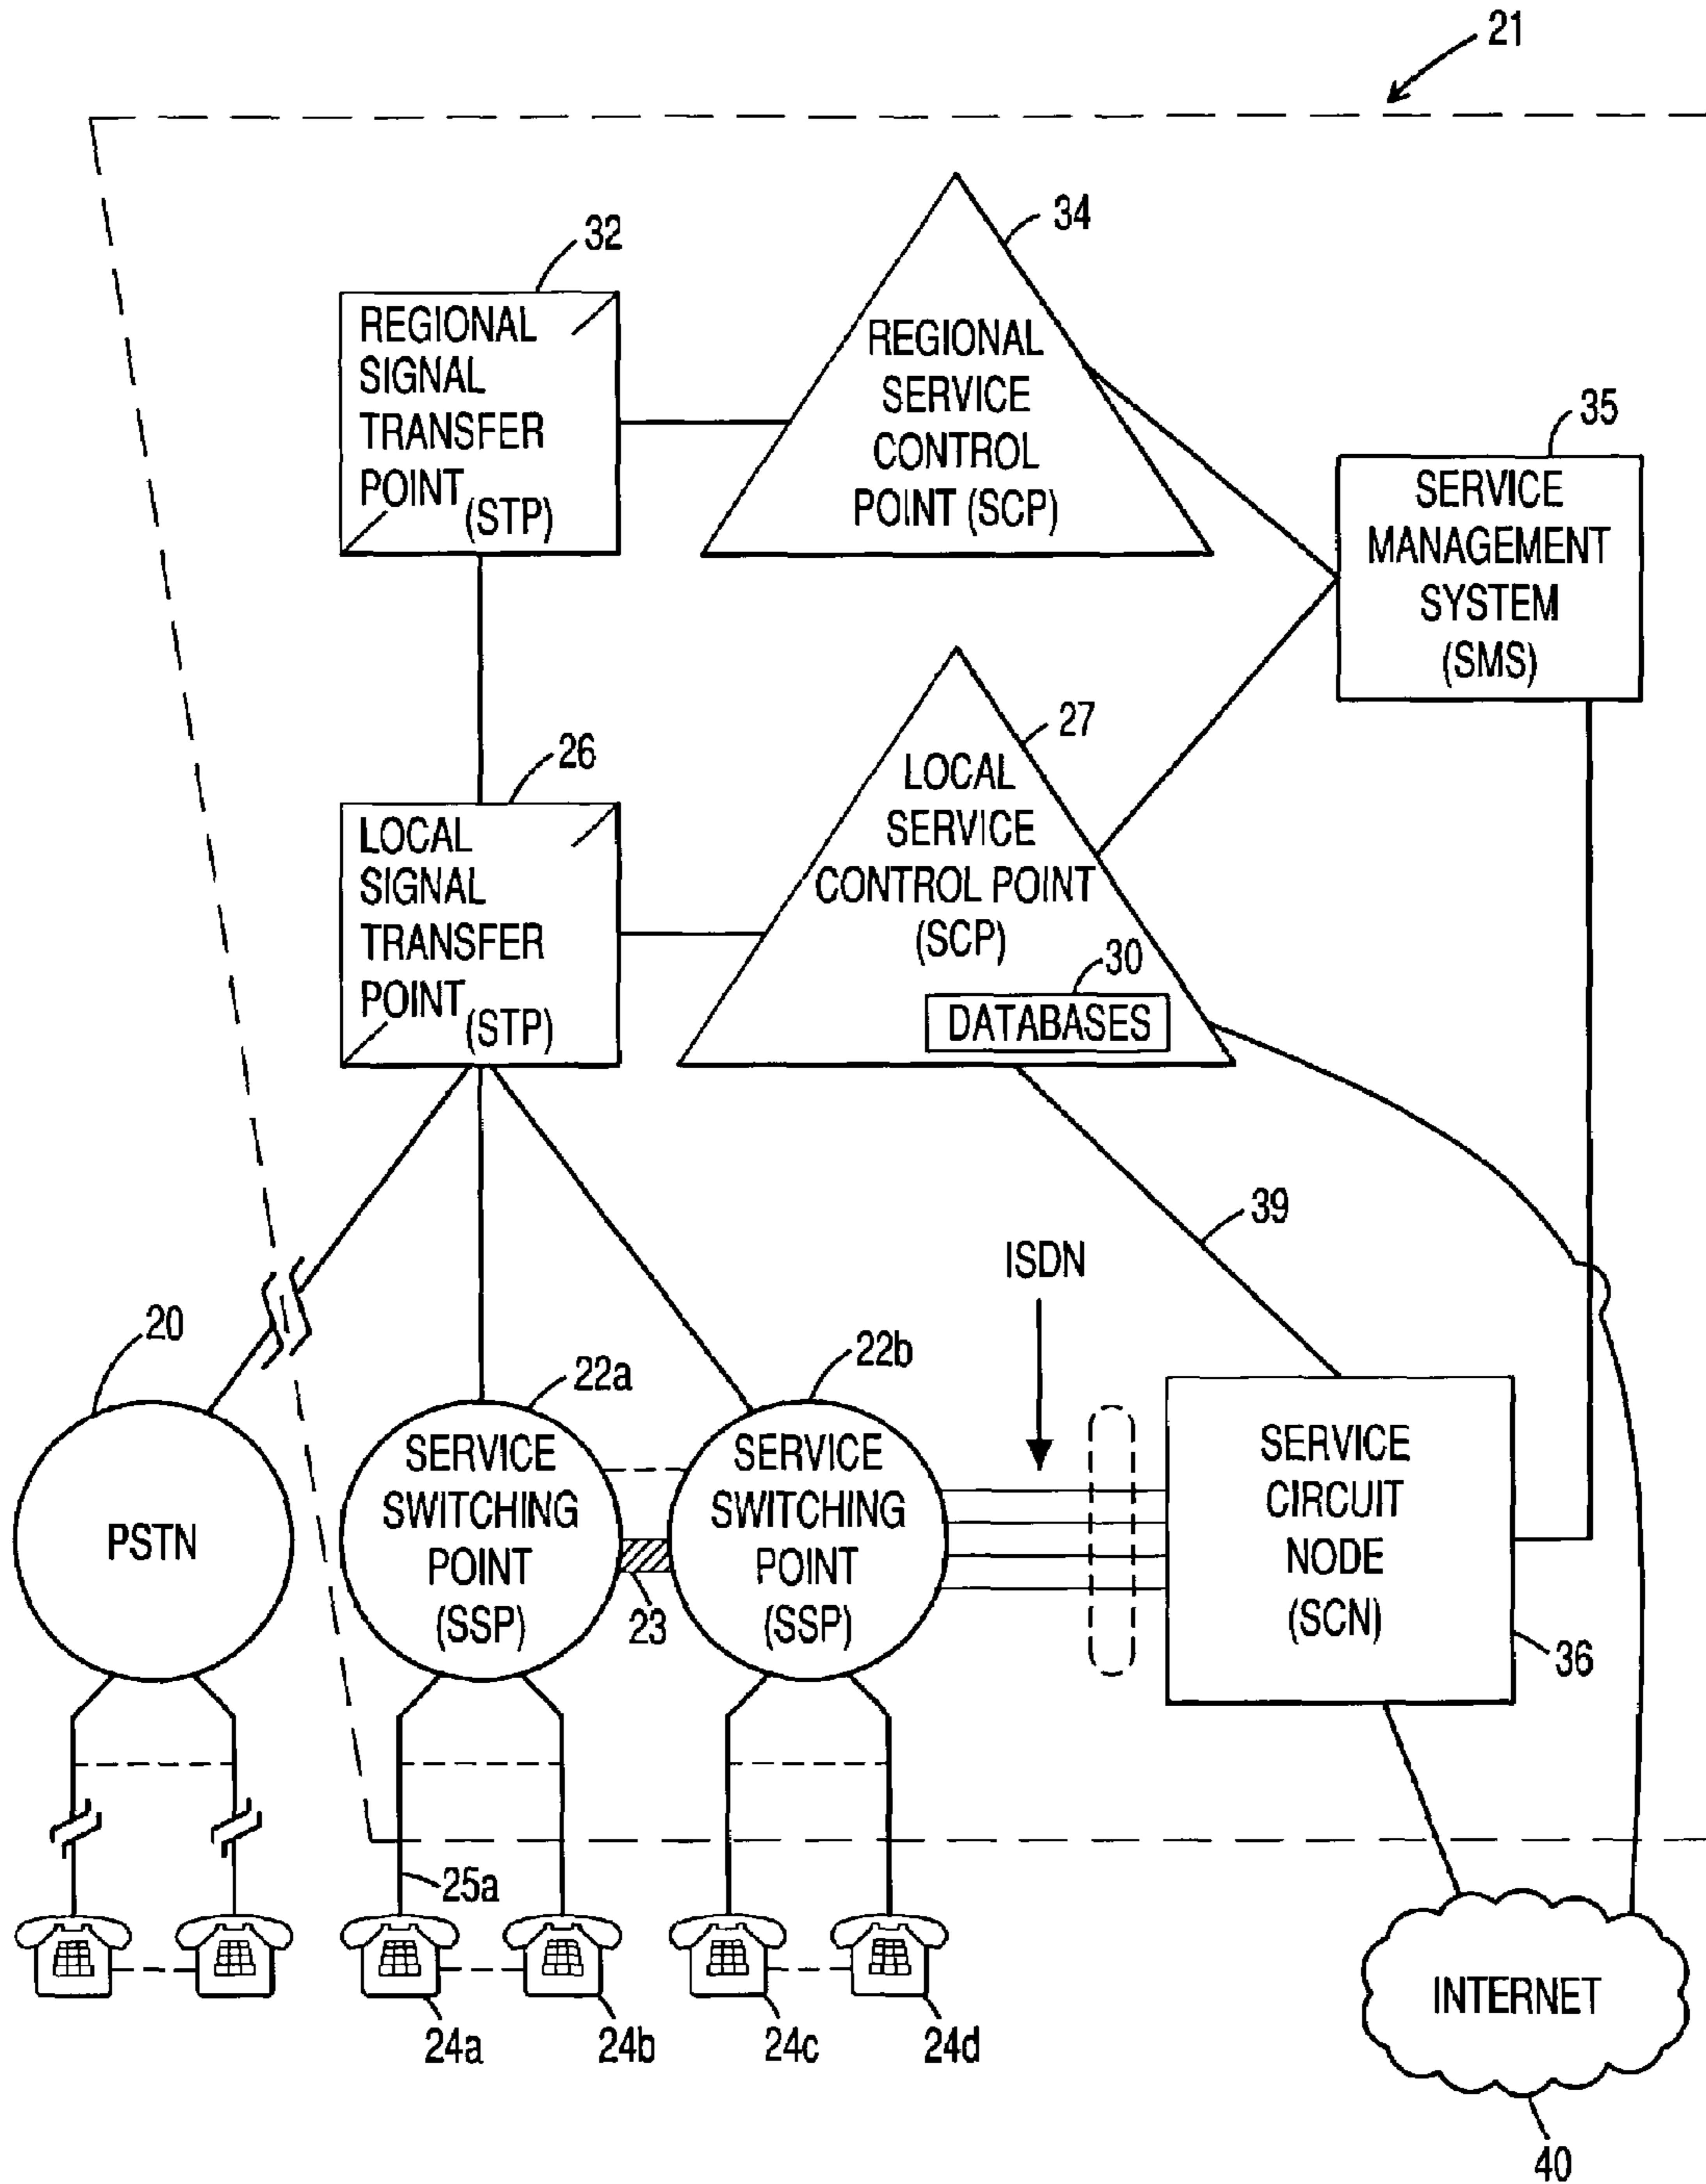 21
32
REGIONAL
SIGNAL
TRANSFER
POINT
(STP)
34
REGIONAL
SERVICE
CONTROL
POINT (SCP)
35
SERVICE
MANAGEMENT
SYSTEM
(SMS)
26
LOCAL
SIGNAL
TRANSFER
POINT
(STP)
27
LOCAL
SERVICE
CONTROL POINT
(SCP)
30
DATABASES
39
ISDN
20
PSTN
22a
SERVICE
SWITCHING
POINT
(SSP)
23
22b
SERVICE
SWITCHING
POINT
(SSP)
SERVICE
CIRCUIT
NODE
(SCN)
36
25a
24a
24b
24c
24d
INTERNET
40